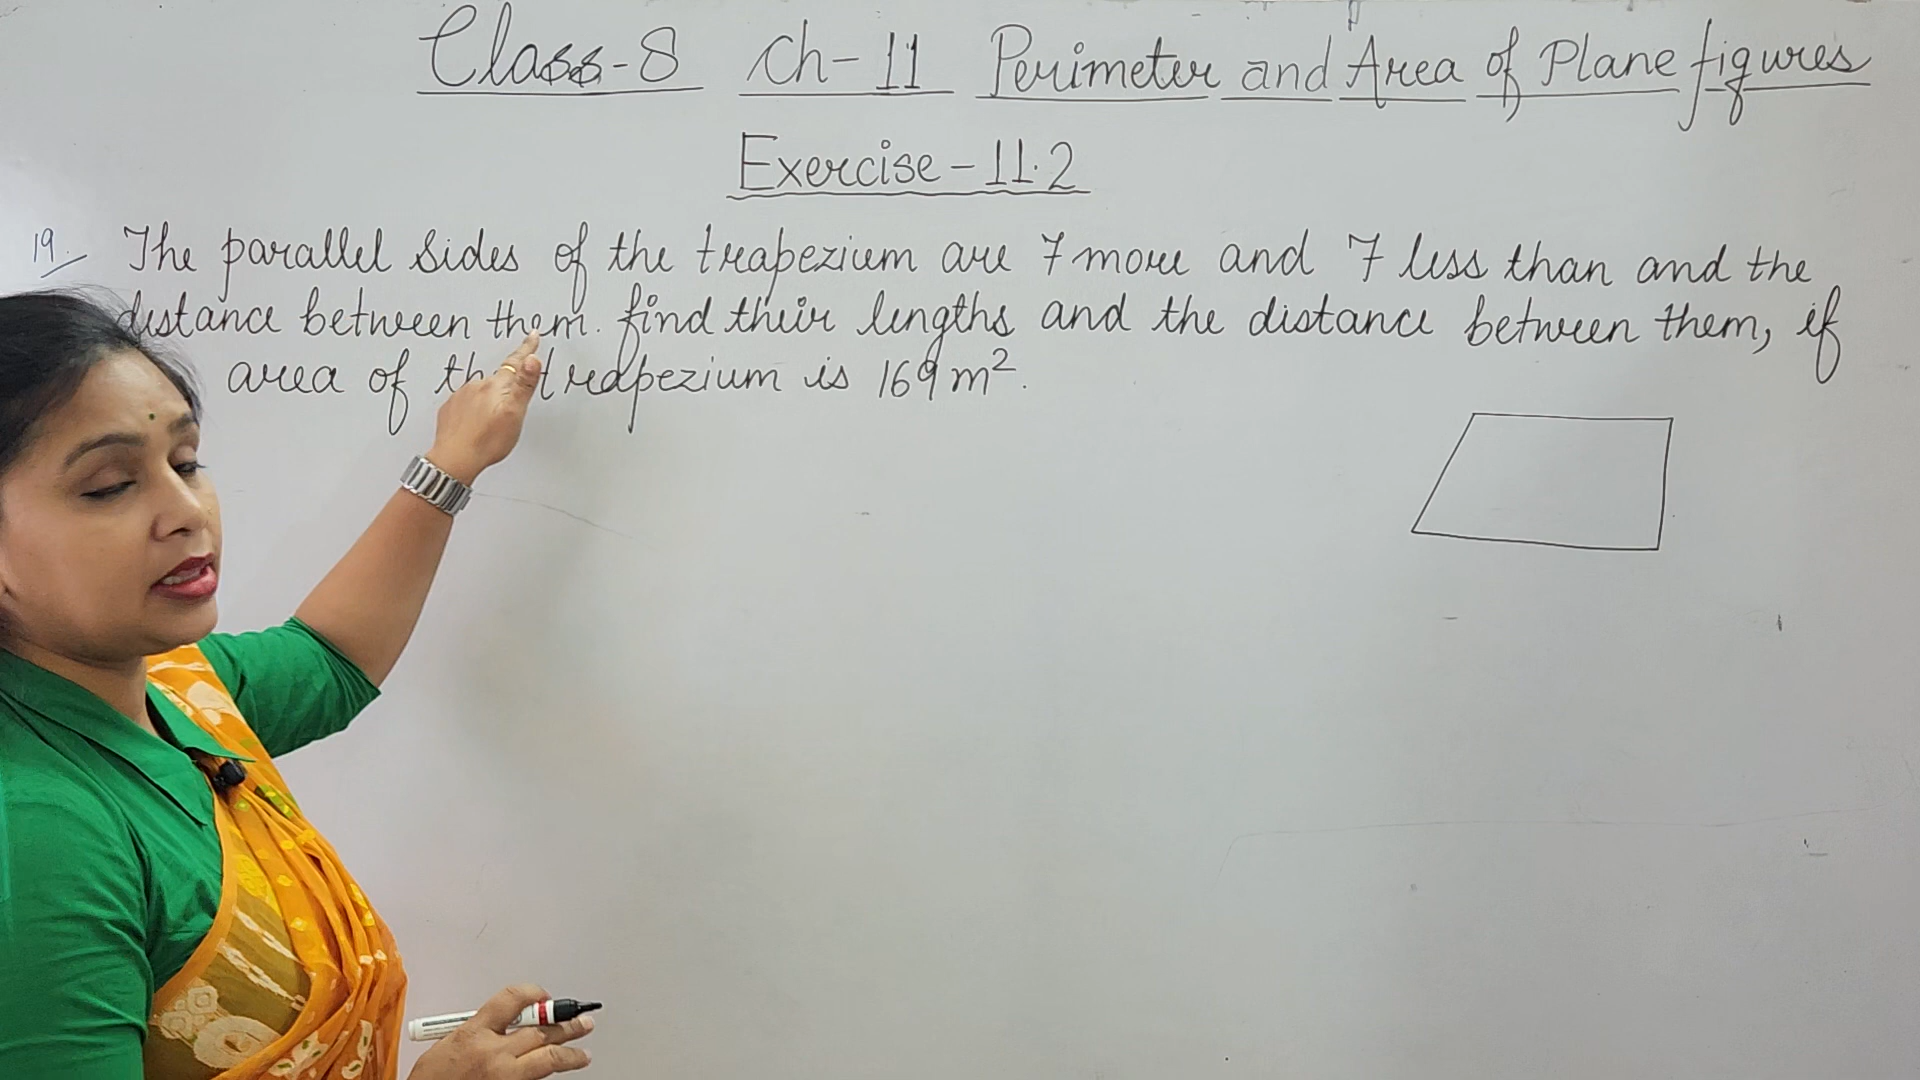 Class-8 Ch-11 Perimeter and Area of Plane figures
Exercise-11.2
19. The parallel sides of the trapezium are 7 more and 7 less than and the
distance between them. find their lengths and the distance between them, if
area of the trapezium is 169 m².